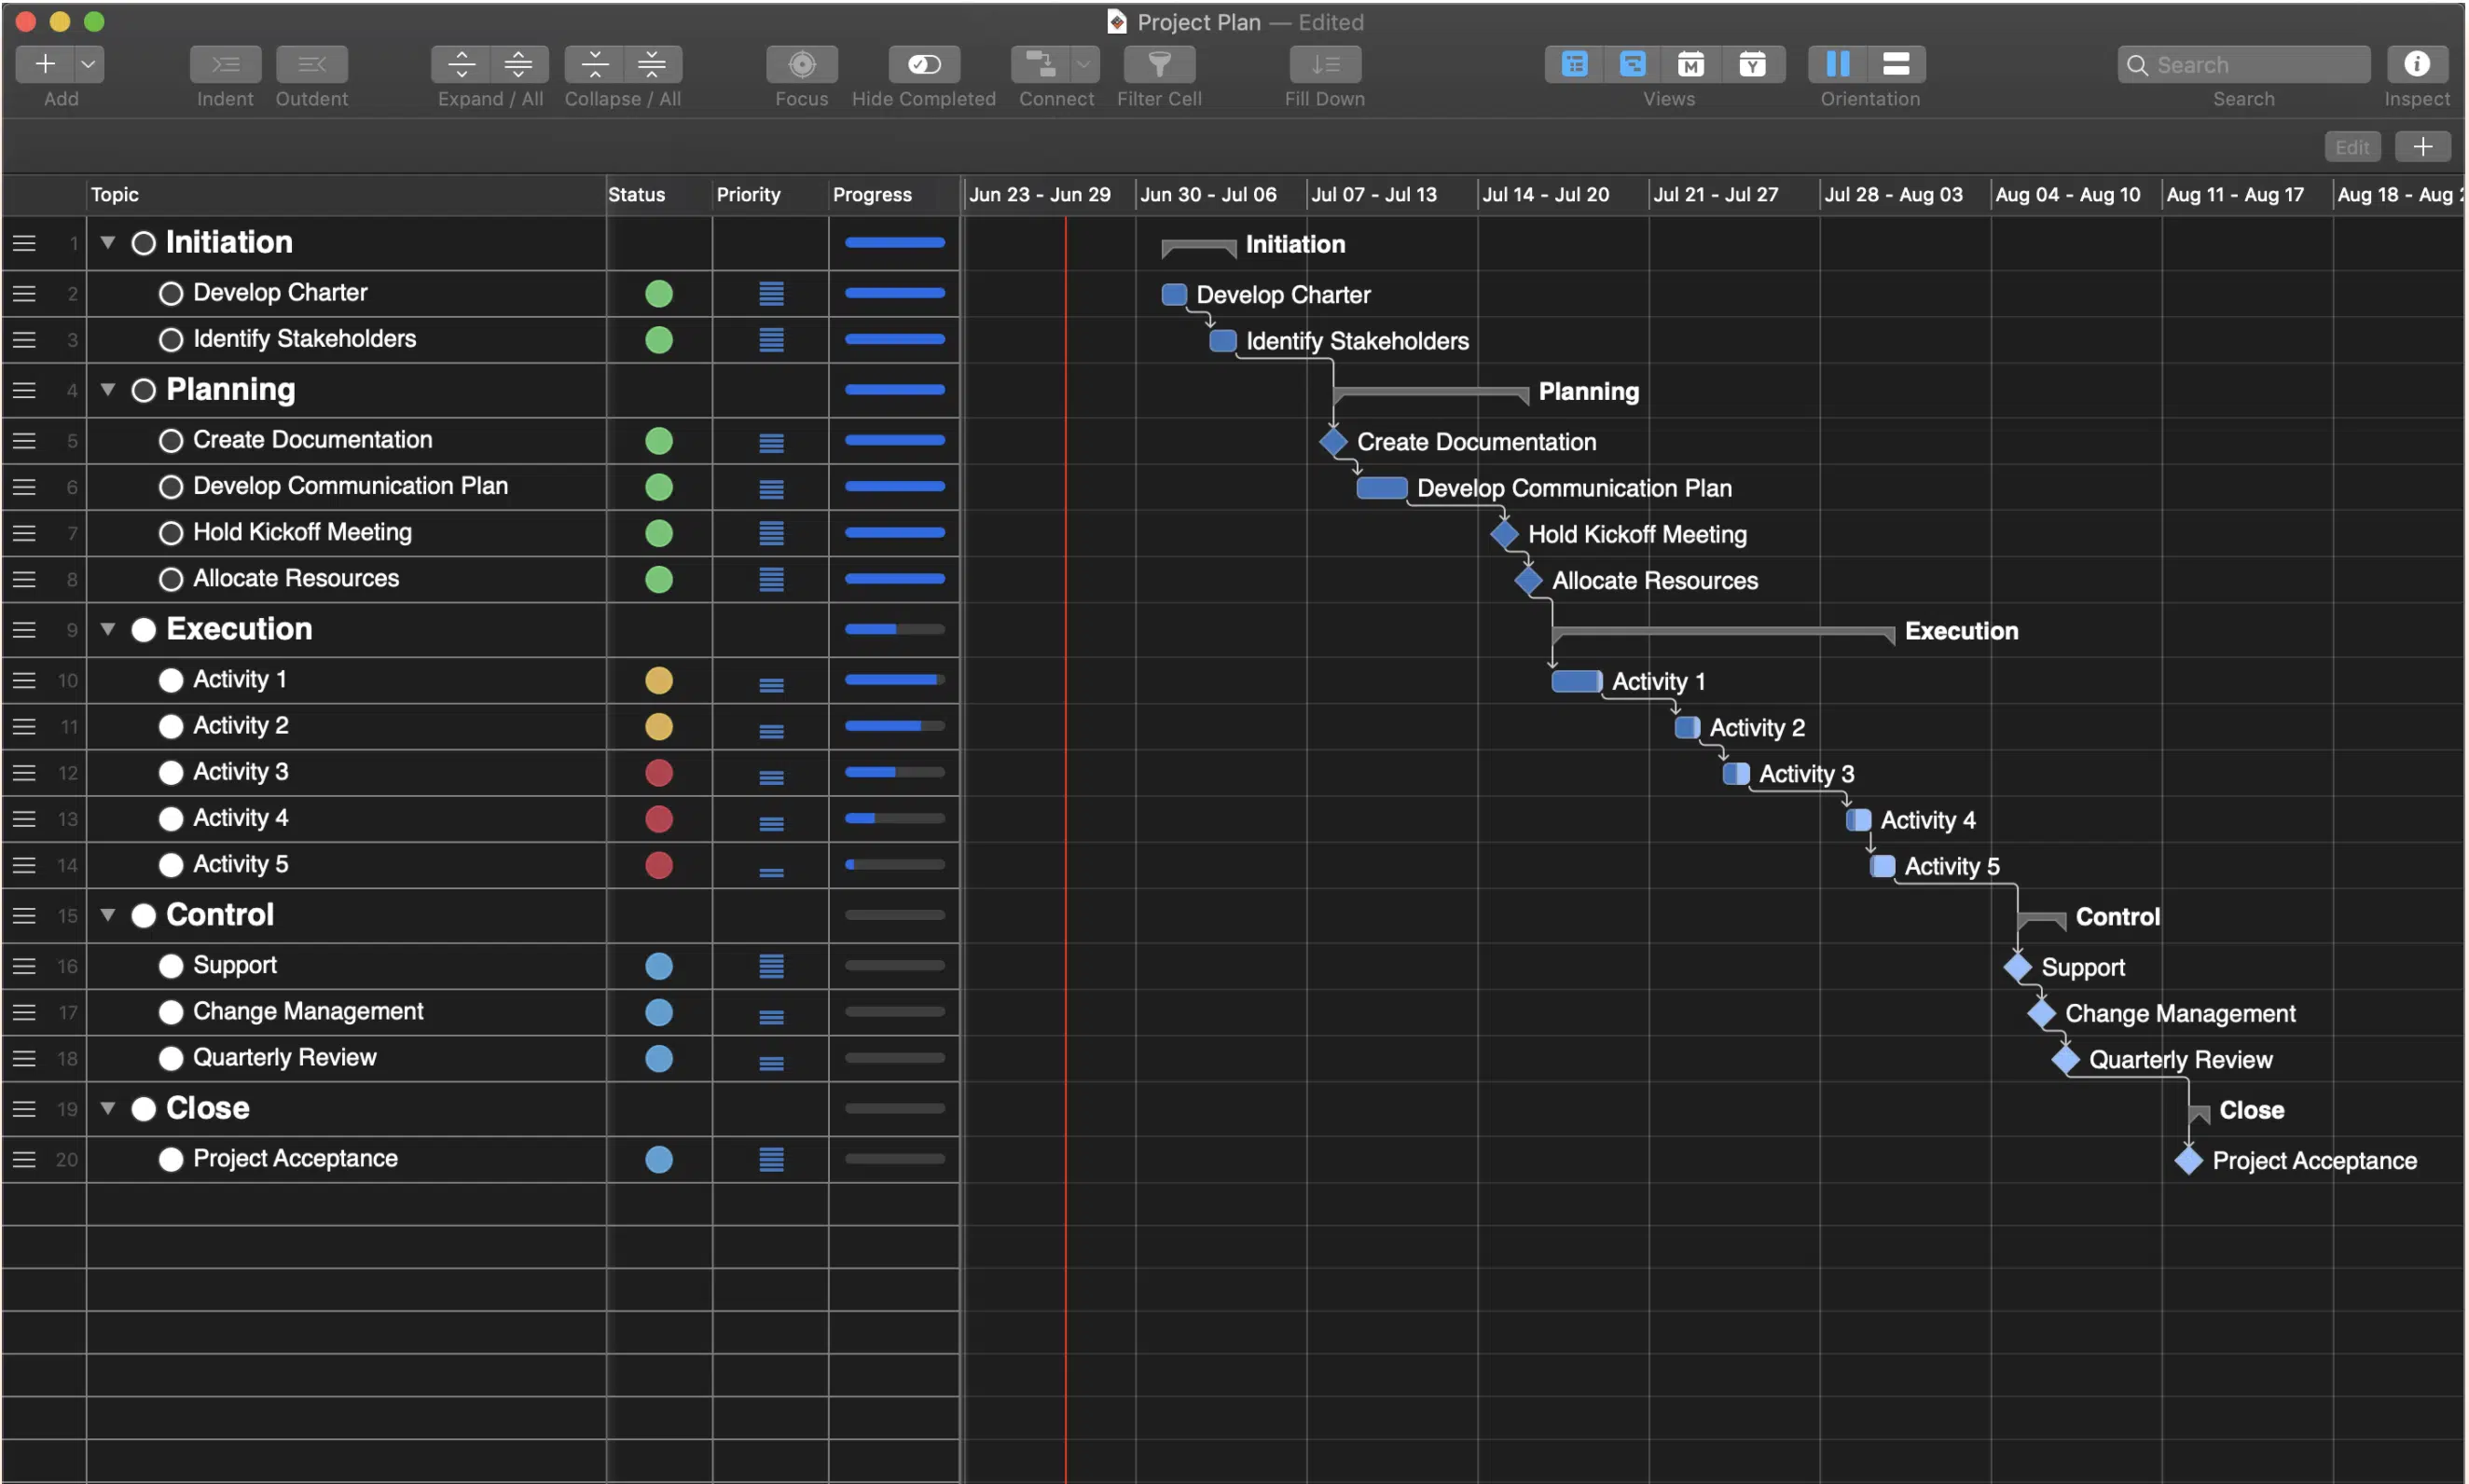 Project Plan — Edited
Search
Add Indent Outdent Expand / All Collapse / All Focus Hide Completed Connect Filter Cell Fill Down Views Orientation Search Inspect
M Y
Edit
Topic Status Priority Progress Jun 23 - Jun 29 Jun 30 - Jul 06 Jul 07 - Jul 13 Jul 14 - Jul 20 Jul 21 - Jul 27 Jul 28 - Aug 03 Aug 04 - Aug 10 Aug 11 - Aug 17 Aug 18 - Aug
1 Initiation Initiation
2 Develop Charter Develop Charter
3 Identify Stakeholders Identify Stakeholders
4 Planning Planning
5 Create Documentation Create Documentation
6 Develop Communication Plan Develop Communication Plan
7 Hold Kickoff Meeting Hold Kickoff Meeting
8 Allocate Resources Allocate Resources
9 Execution Execution
10 Activity 1 Activity 1
11 Activity 2 Activity 2
12 Activity 3 Activity 3
13 Activity 4 Activity 4
14 Activity 5 Activity 5
15 Control Control
16 Support Support
17 Change Management Change Management
18 Quarterly Review Quarterly Review
19 Close Close
20 Project Acceptance Project Acceptance